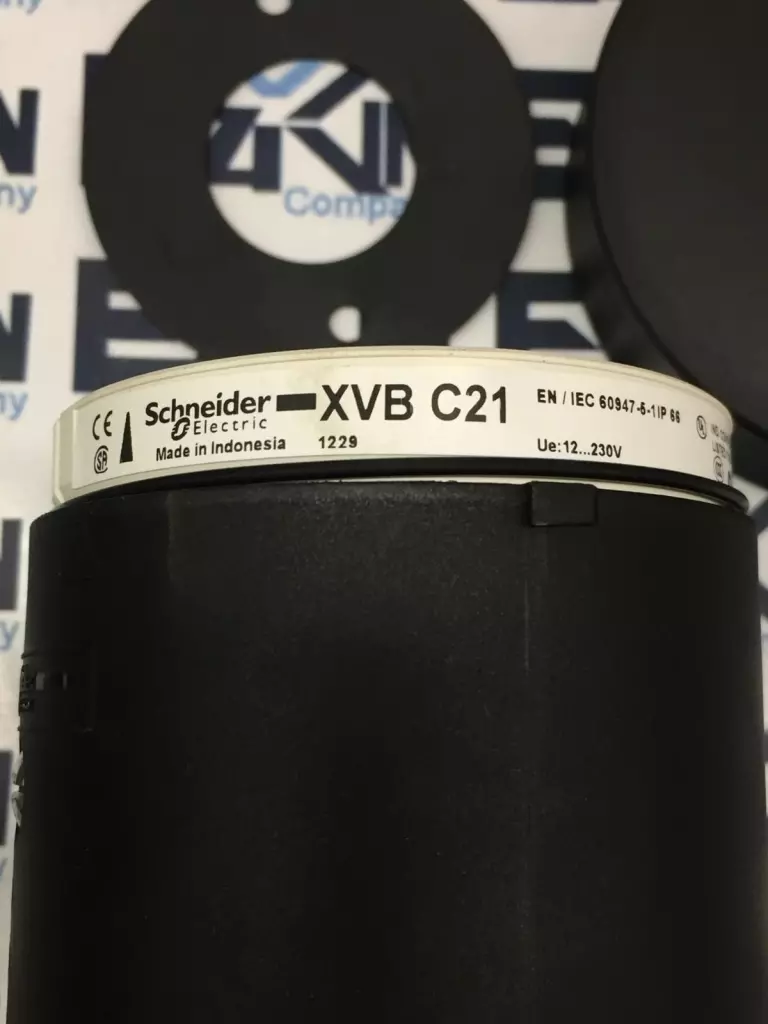 Company
Schneider
Electric
XVB C21
EN / IEC 60947-5-1 IP 66
Made in Indonesia
1229
Ue: 12...230V
CE